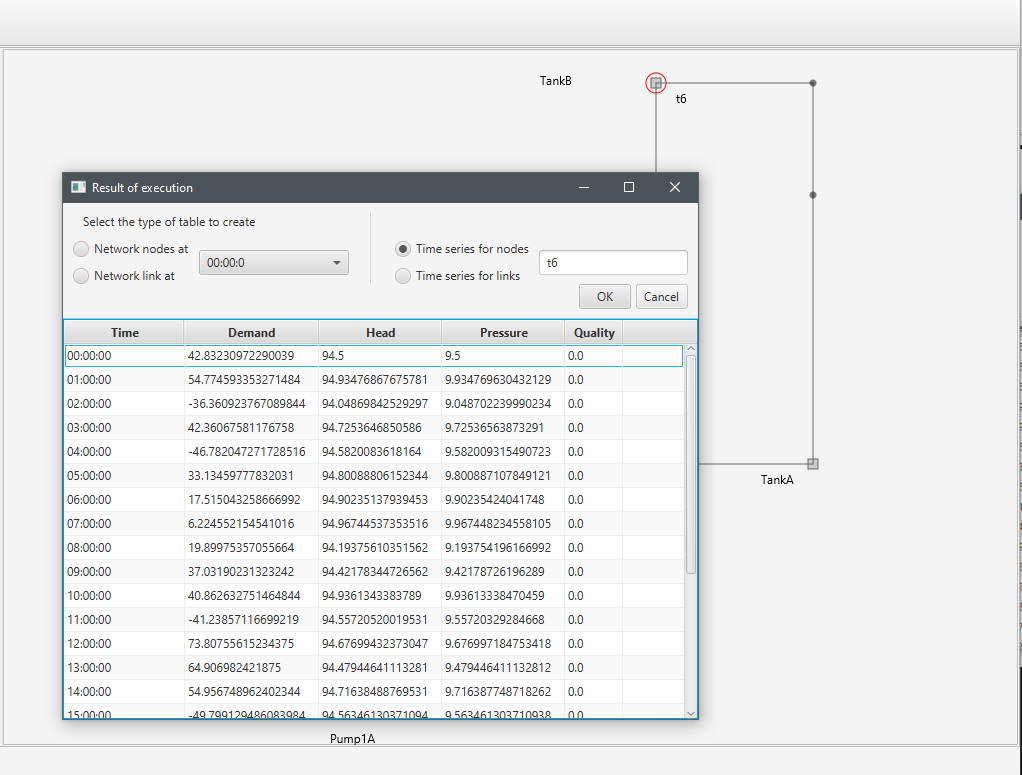 TankB
t6
Result of execution
Select the type of table to create
Network nodes at
00:00:0
Time series for nodes
t6
Network link at
Time series for links
OK Cancel
Time Demand Head Pressure Quality
00:00:00 42.83230972290039 94.5 9.5 0.0
01:00:00 54.774593353271484 94.93476867675781 9.934769630432129 0.0
02:00:00 -36.360923767089844 94.04869842529297 9.048702239990234 0.0
03:00:00 42.36067581176758 94.7253646850586 9.72536563873291 0.0
04:00:00 -46.782047271728516 94.5820083618164 9.582009315490723 0.0
05:00:00 33.13459777832031 94.80088806152344 9.800887107849121 0.0
06:00:00 17.515043258666992 94.90235137939453 9.90235424041748 0.0
07:00:00 6.224552154541016 94.96744537353516 9.967448234558105 0.0
08:00:00 19.89975357055664 94.19375610351562 9.193754196166992 0.0
09:00:00 37.03190231323242 94.42178344726562 9.42178726196289 0.0
10:00:00 40.862632751464844 94.9361343383789 9.93613338470459 0.0
11:00:00 -41.23857116699219 94.55720520019531 9.55720329284668 0.0
12:00:00 73.80755615234375 94.67699432373047 9.676997184753418 0.0
13:00:00 64.906982421875 94.47944641113281 9.479446411132812 0.0
14:00:00 54.956748962402344 94.71638488769531 9.716387748718262 0.0
15:00:00 -49.799129486083984 94.56346130371094 9.563461303710938 0.0
TankA
Pump1A